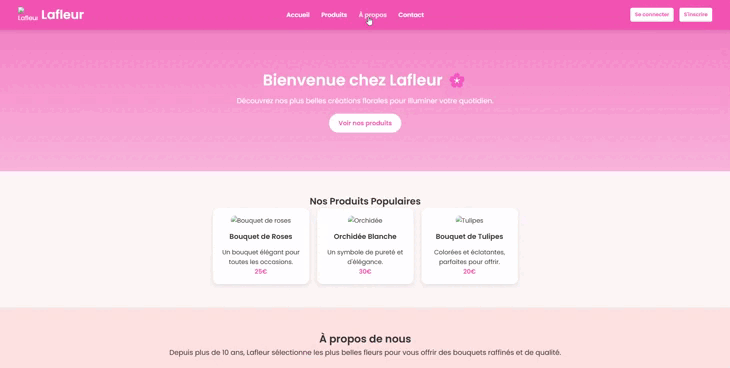 Lafleur Lafleur
Accueil Produits À propos Contact
Se connecter S'inscrire
Bienvenue chez Lafleur
Découvrez nos plus belles créations florales pour illuminer votre quotidien.
Voir nos produits
Nos Produits Populaires
Bouquet de roses
Bouquet de Roses
Un bouquet élégant pour
toutes les occasions.
25€
Orchidée
Orchidée Blanche
Un symbole de pureté et
d'élégance.
30€
Tulipes
Bouquet de Tulipes
Colorées et éclatantes,
parfaites pour offrir.
20€
À propos de nous
Depuis plus de 10 ans, Lafleur sélectionne les plus belles fleurs pour vous offrir des bouquets raffinés et de qualité.